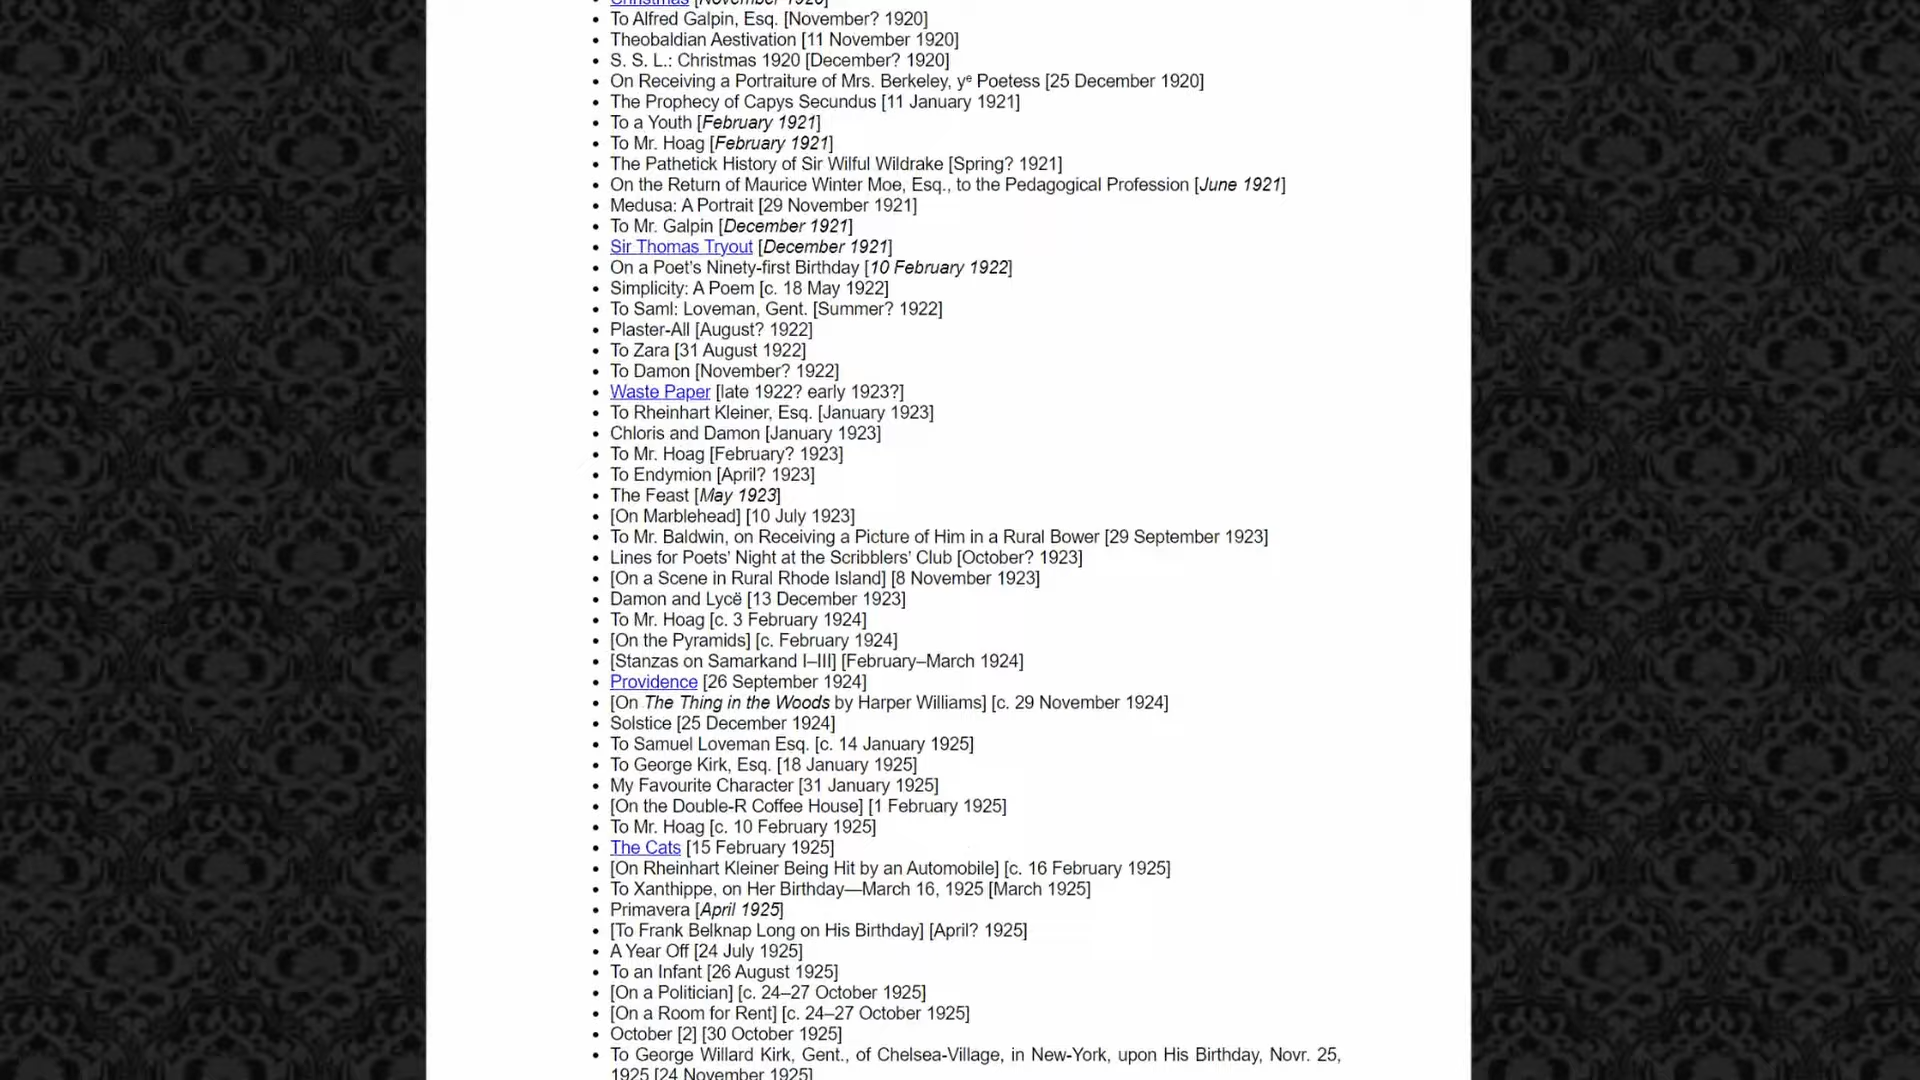 Christmas [November 1920]
To Alfred Galpin, Esq. [November? 1920]
Theobaldian Aestivation [11 November 1920]
S. S. L.: Christmas 1920 [December? 1920]
On Receiving a Portraiture of Mrs. Berkeley, yᵉ Poetess [25 December 1920]
The Prophecy of Capys Secundus [11 January 1921]
To a Youth [February 1921]
To Mr. Hoag [February 1921]
The Pathetick History of Sir Wilful Wildrake [Spring? 1921]
On the Return of Maurice Winter Moe, Esq., to the Pedagogical Profession [June 1921]
Medusa: A Portrait [29 November 1921]
To Mr. Galpin [December 1921]
Sir Thomas Tryout [December 1921]
On a Poet's Ninety-first Birthday [10 February 1922]
Simplicity: A Poem [c. 18 May 1922]
To Saml: Loveman, Gent. [Summer? 1922]
Plaster-All [August? 1922]
To Zara [31 August 1922]
To Damon [November? 1922]
Waste Paper [late 1922? early 1923?]
To Rheinhart Kleiner, Esq. [January 1923]
Chloris and Damon [January 1923]
To Mr. Hoag [February? 1923]
To Endymion [April? 1923]
The Feast [May 1923]
[On Marblehead] [10 July 1923]
To Mr. Baldwin, on Receiving a Picture of Him in a Rural Bower [29 September 1923]
Lines for Poets' Night at the Scribblers' Club [October? 1923]
[On a Scene in Rural Rhode Island] [8 November 1923]
Damon and Lycë [13 December 1923]
To Mr. Hoag [c. 3 February 1924]
[On the Pyramids] [c. February 1924]
[Stanzas on Samarkand I–III] [February–March 1924]
Providence [26 September 1924]
[On The Thing in the Woods by Harper Williams] [c. 29 November 1924]
Solstice [25 December 1924]
To Samuel Loveman Esq. [c. 14 January 1925]
To George Kirk, Esq. [18 January 1925]
My Favourite Character [31 January 1925]
[On the Double-R Coffee House] [1 February 1925]
To Mr. Hoag [c. 10 February 1925]
The Cats [15 February 1925]
[On Rheinhart Kleiner Being Hit by an Automobile] [c. 16 February 1925]
To Xanthippe, on Her Birthday—March 16, 1925 [March 1925]
Primavera [April 1925]
[To Frank Belknap Long on His Birthday] [April? 1925]
A Year Off [24 July 1925]
To an Infant [26 August 1925]
[On a Politician] [c. 24–27 October 1925]
[On a Room for Rent] [c. 24–27 October 1925]
October [2] [30 October 1925]
To George Willard Kirk, Gent., of Chelsea-Village, in New-York, upon His Birthday, Novr. 25,
1925 [24 November 1925]